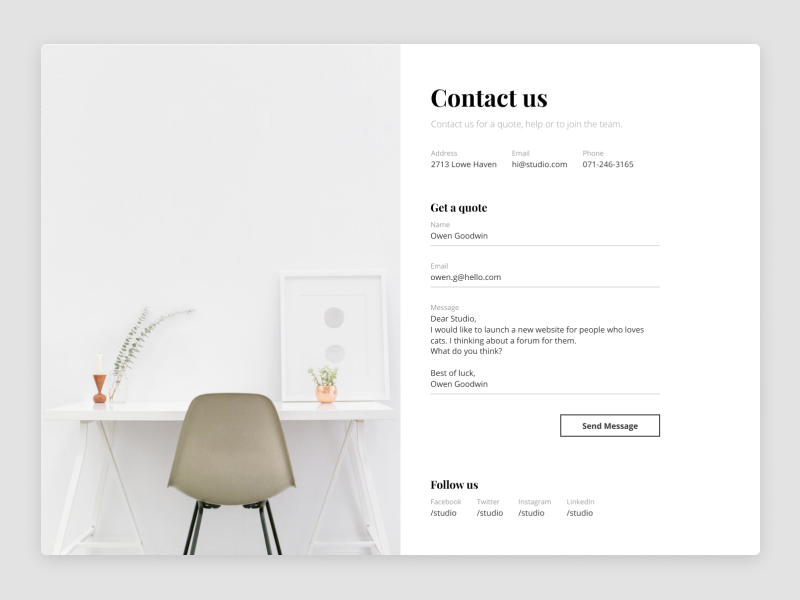 Contact us
Contact us for a quote, help or to join the team.
Address Email Phone
2713 Lowe Haven hi@studio.com 071-246-3165
Get a quote
Name
Owen Goodwin
Email
owen.g@hello.com
Message
Dear Studio,
I would like to launch a new website for people who loves
cats. I thinking about a forum for them.
What do you think?
Best of luck,
Owen Goodwin
Send Message
Follow us
Facebook Twitter Instagram LinkedIn
/studio /studio /studio /studio